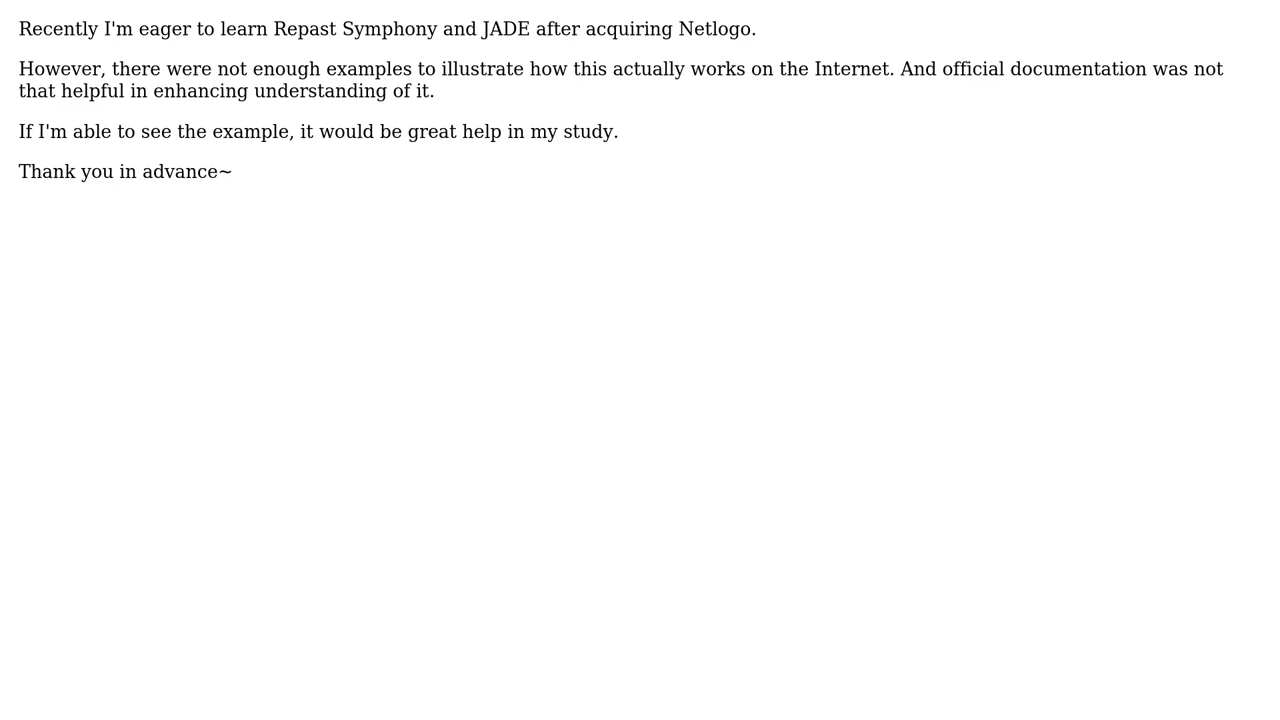 Recently I'm eager to learn Repast Symphony and JADE after acquiring Netlogo.
However, there were not enough examples to illustrate how this actually works on the Internet. And official documentation was not
that helpful in enhancing understanding of it.
If I'm able to see the example, it would be great help in my study.
Thank you in advance~